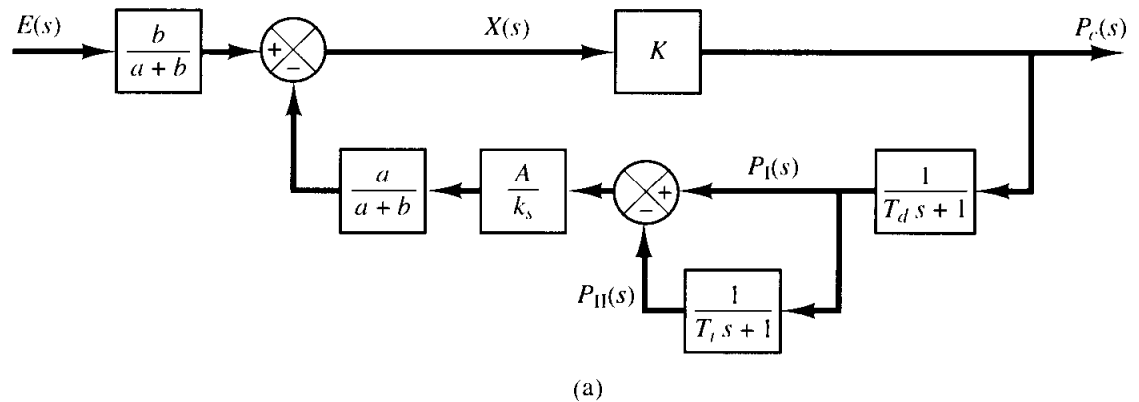 E(s)
b
a + b
+
−
X(s)
K
P_c(s)
a
a + b
A
k_s
+
−
P_I(s)
1
T_d s + 1
P_II(s)
1
T_i s + 1
(a)